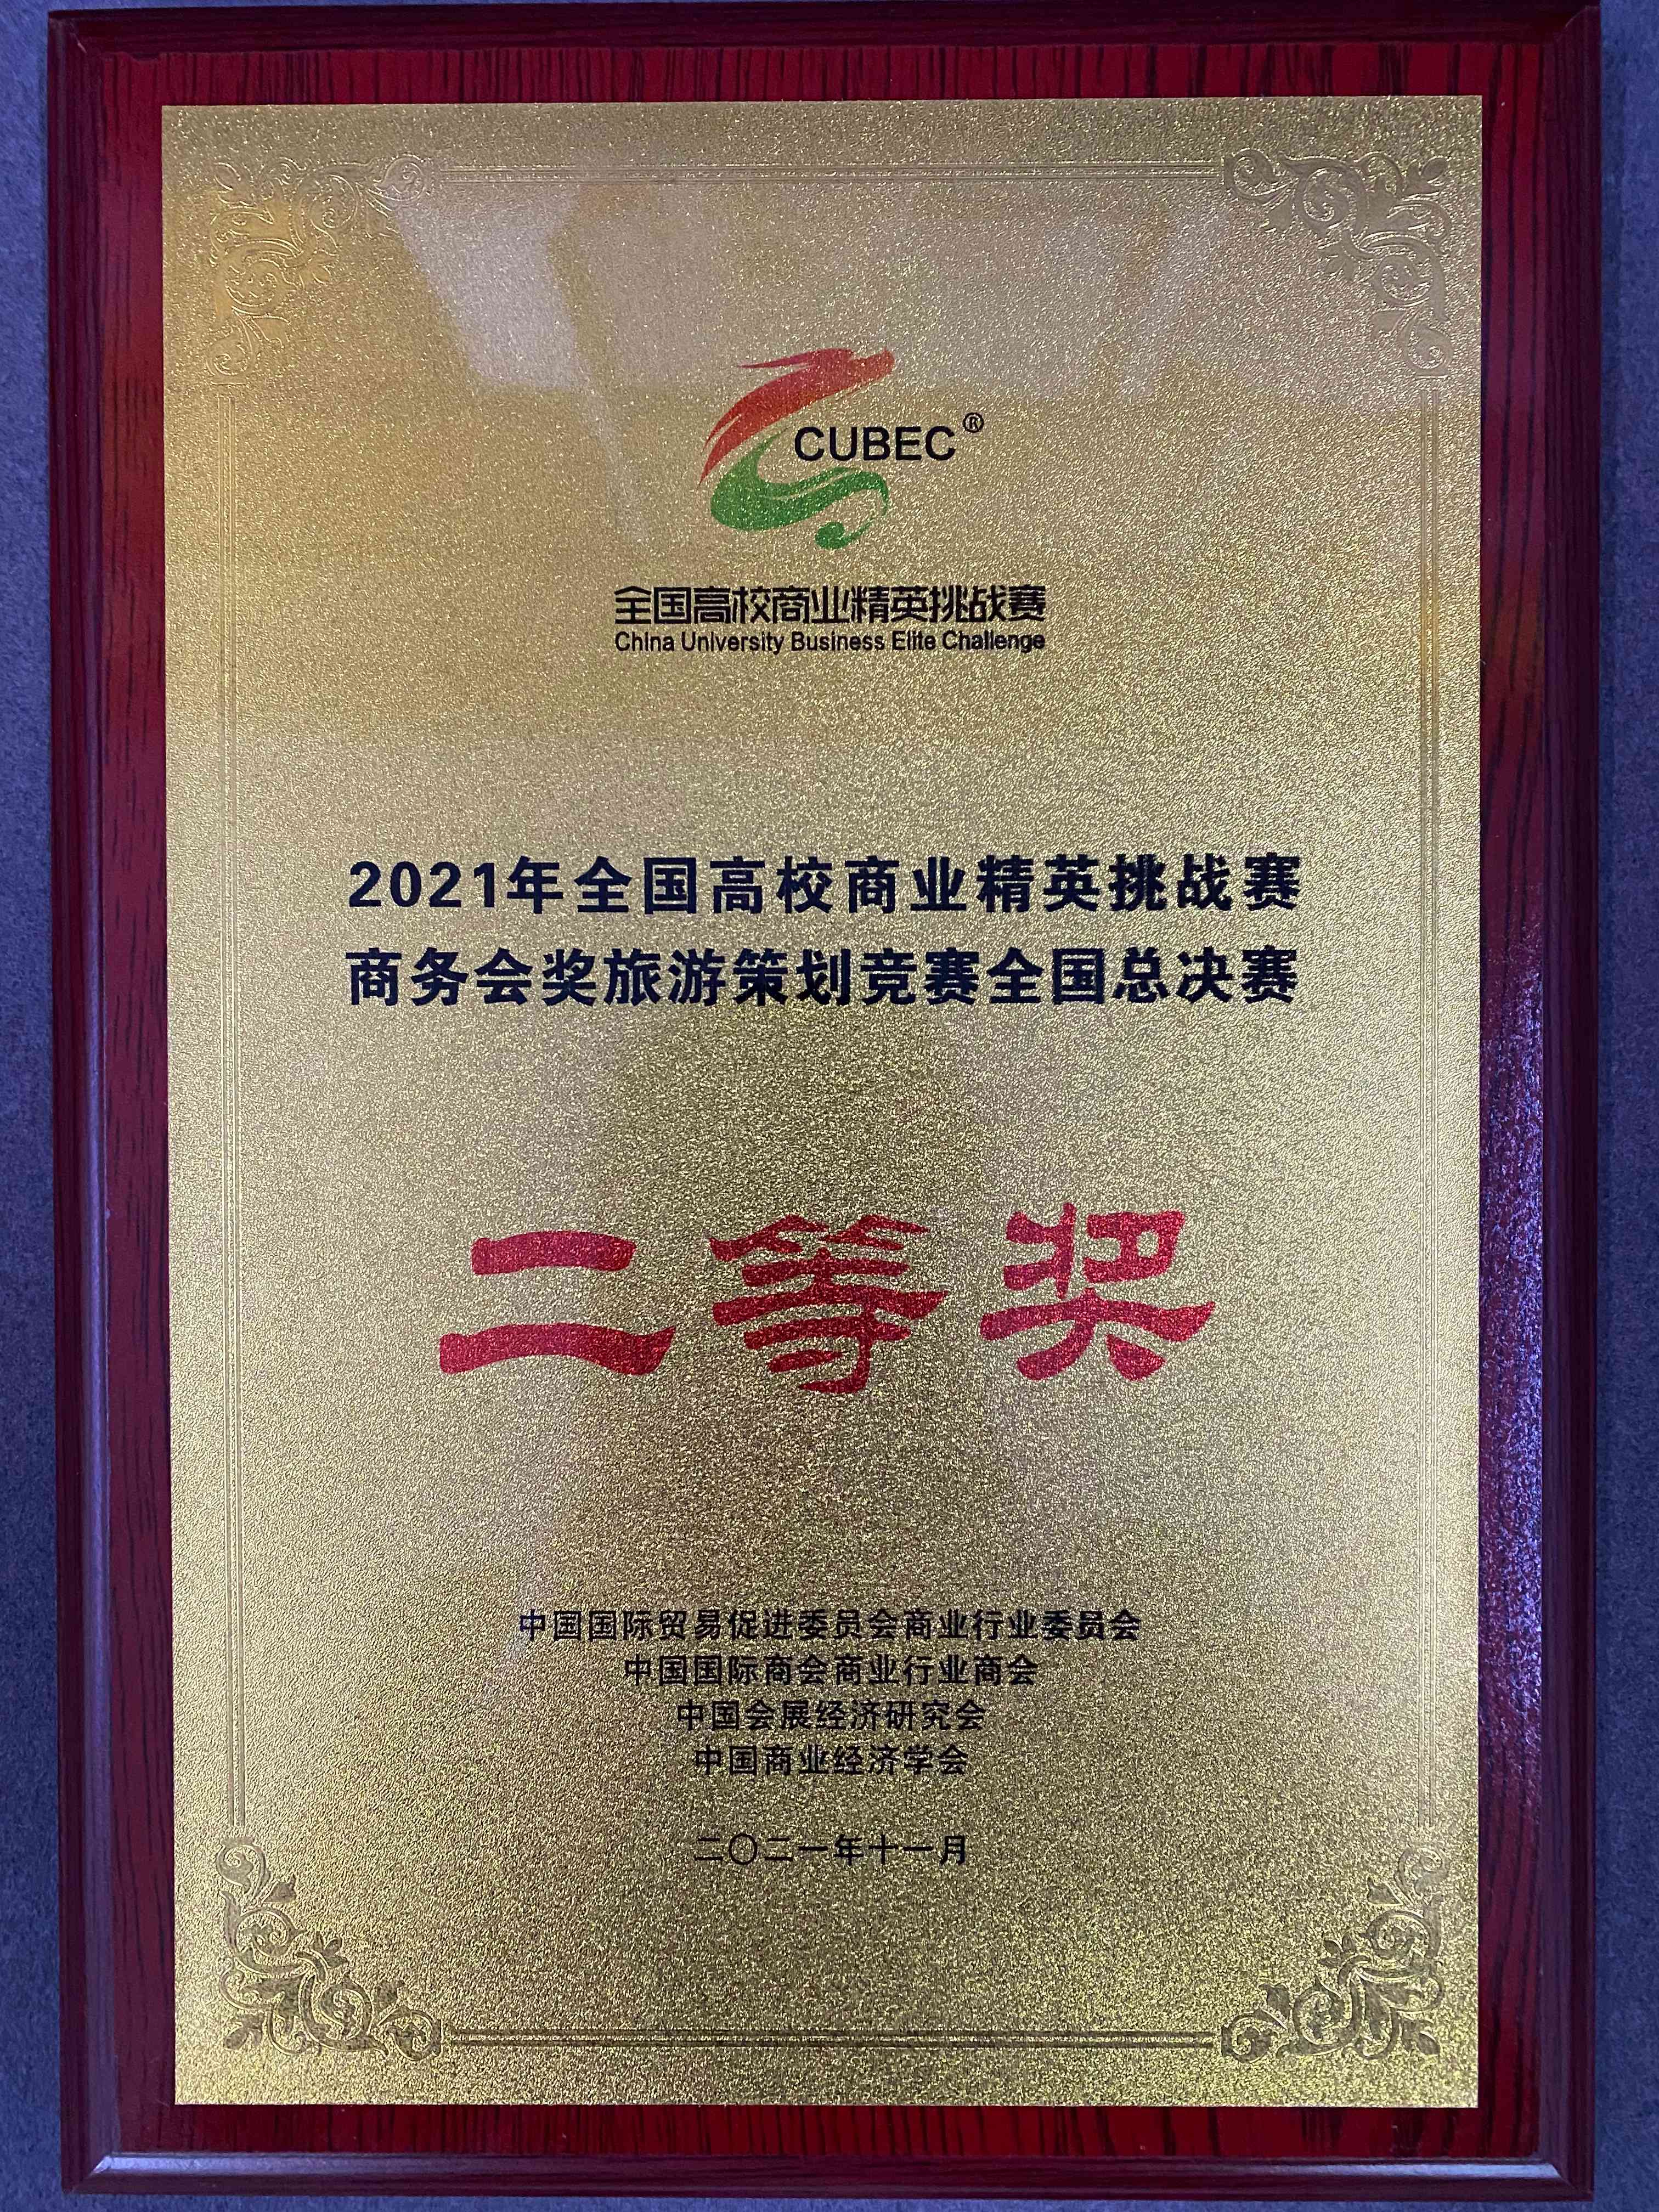 CUBEC®
全国高校商业精英挑战赛
China University Business Elite Challenge
2021年全国高校商业精英挑战赛
商务会奖旅游策划竞赛全国总决赛
二等奖
中国国际贸易促进委员会商业行业委员会
中国国际商会商业行业商会
中国会展经济研究会
中国商业经济学会
二〇二一年十一月